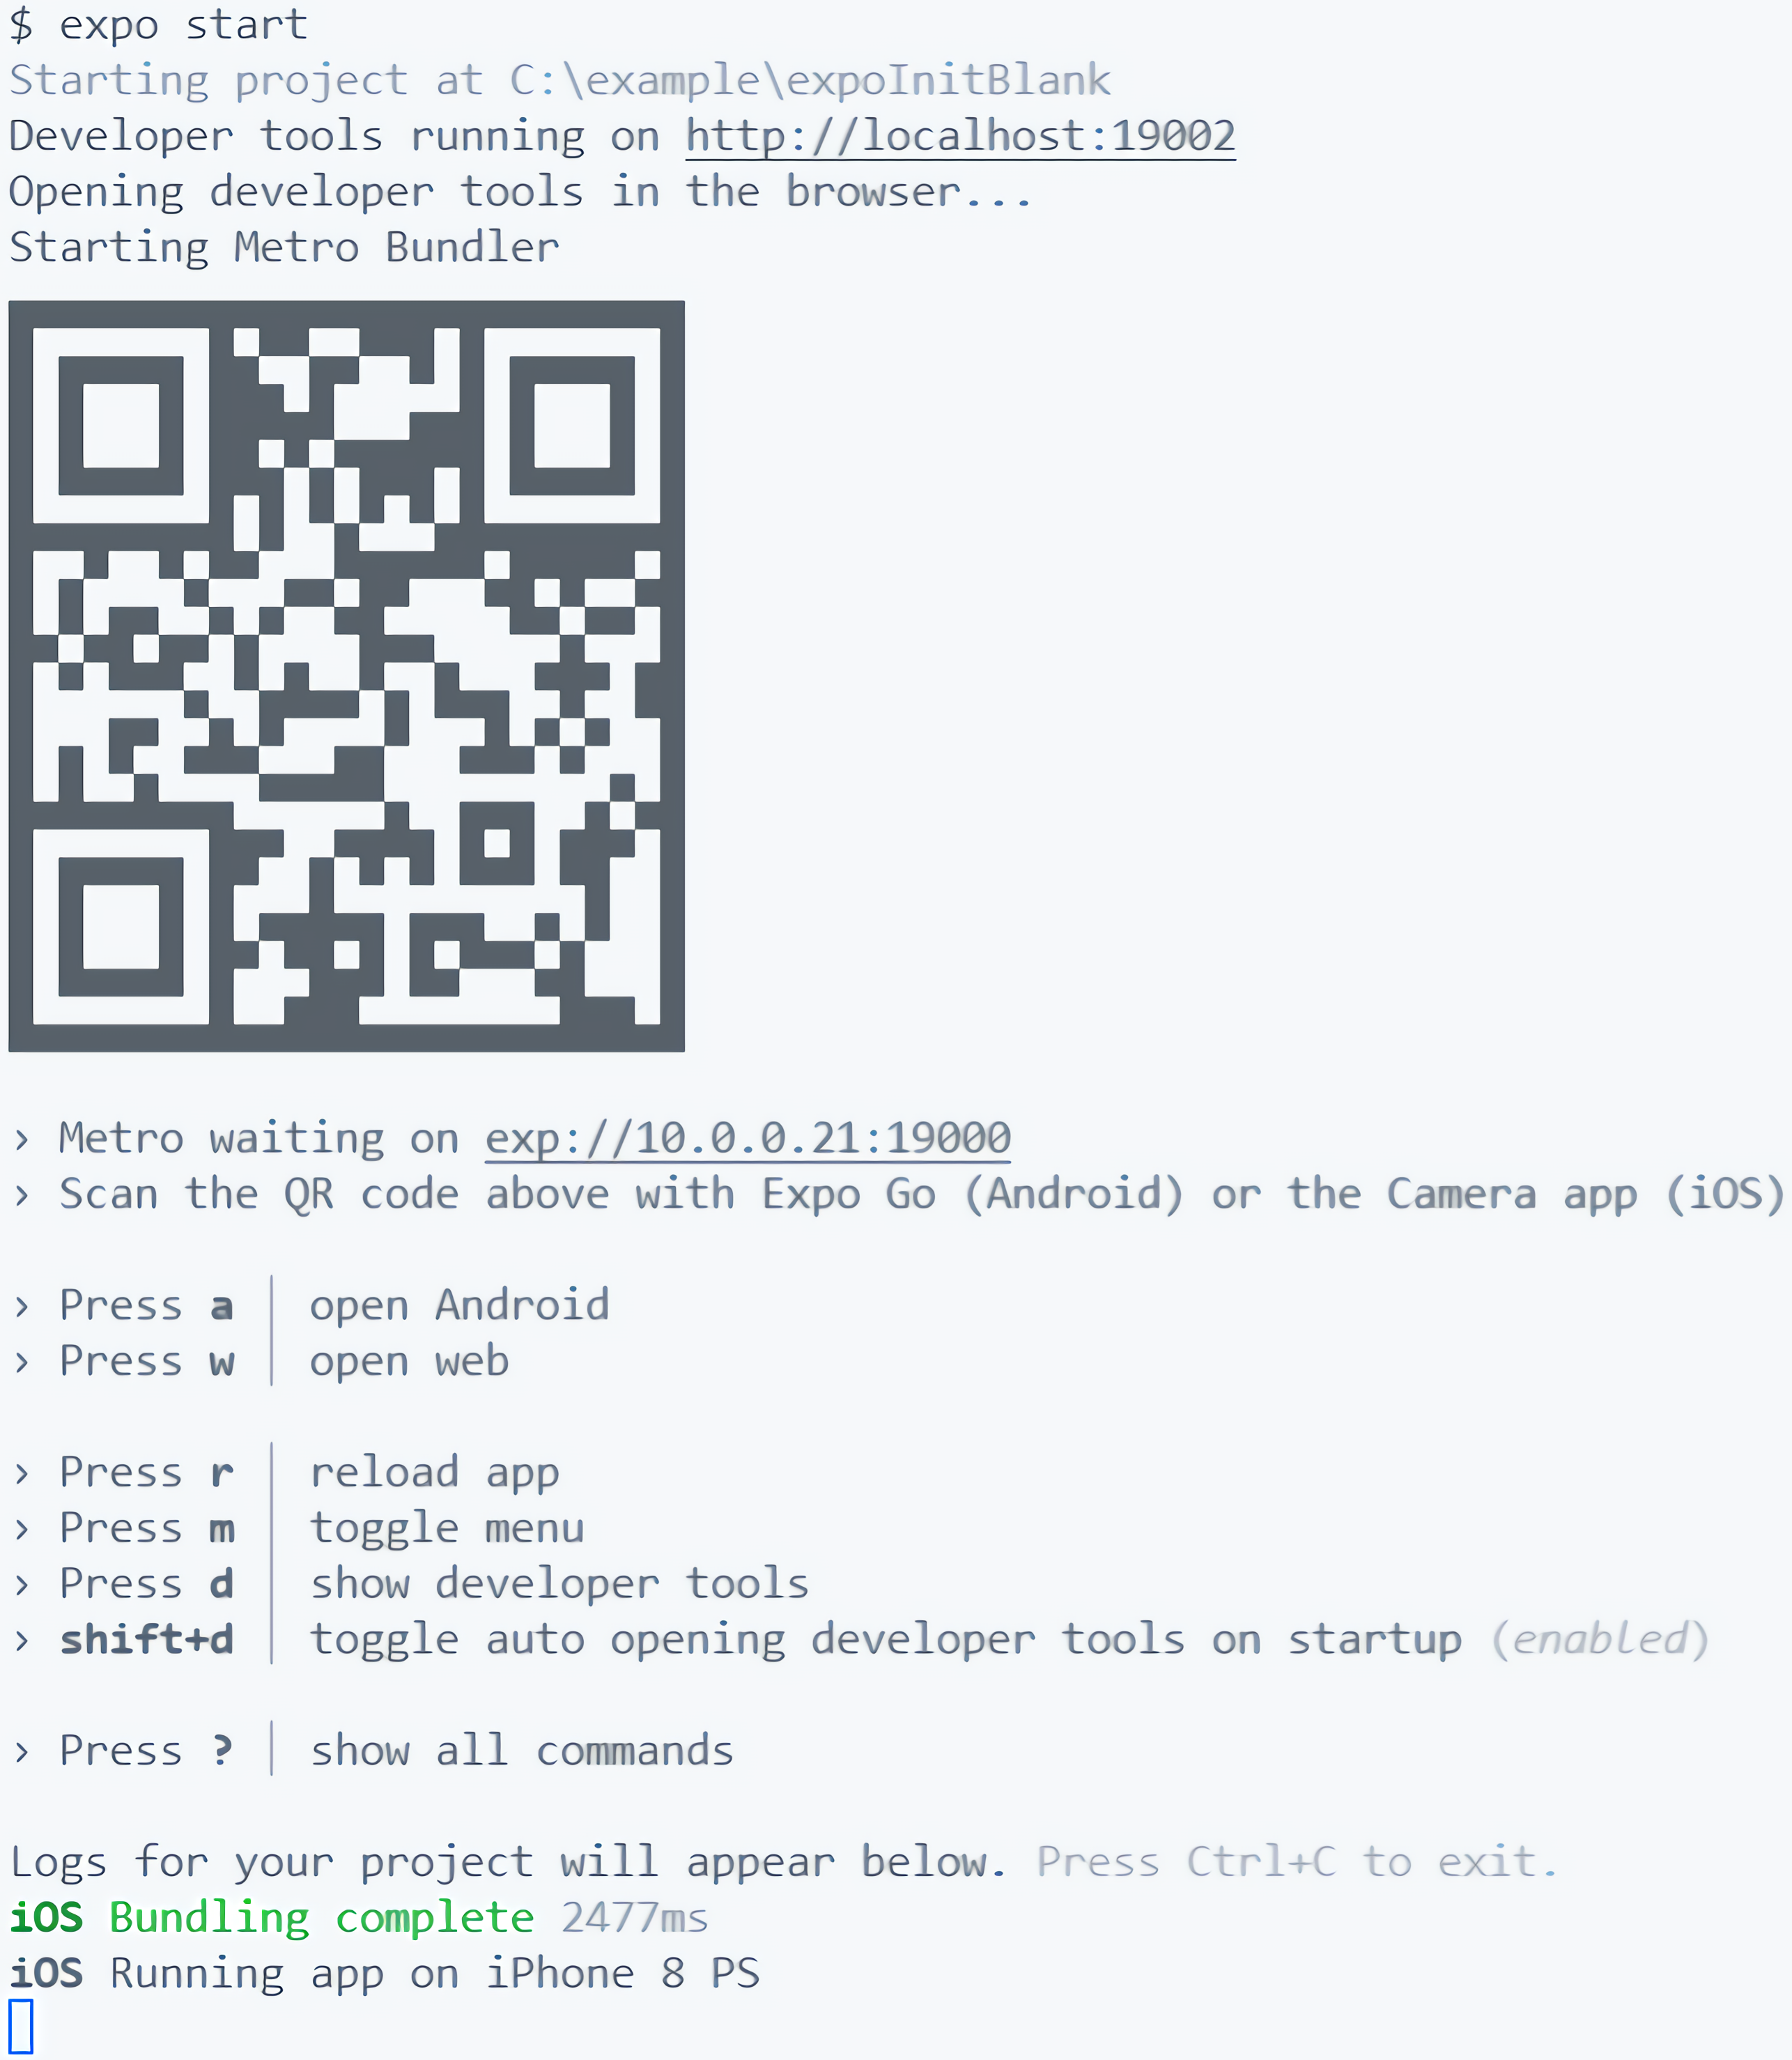 $ expo start
Starting project at C:\example\expoInitBlank
Developer tools running on http://localhost:19002
Opening developer tools in the browser...
Starting Metro Bundler
› Metro waiting on exp://10.0.0.21:19000
› Scan the QR code above with Expo Go (Android) or the Camera app (iOS)
› Press a │ open Android
› Press w │ open web
› Press r │ reload app
› Press m │ toggle menu
› Press d │ show developer tools
› shift+d │ toggle auto opening developer tools on startup (enabled)
› Press ? │ show all commands
Logs for your project will appear below. Press Ctrl+C to exit.
iOS Bundling complete 2477ms
iOS Running app on iPhone 8 PS